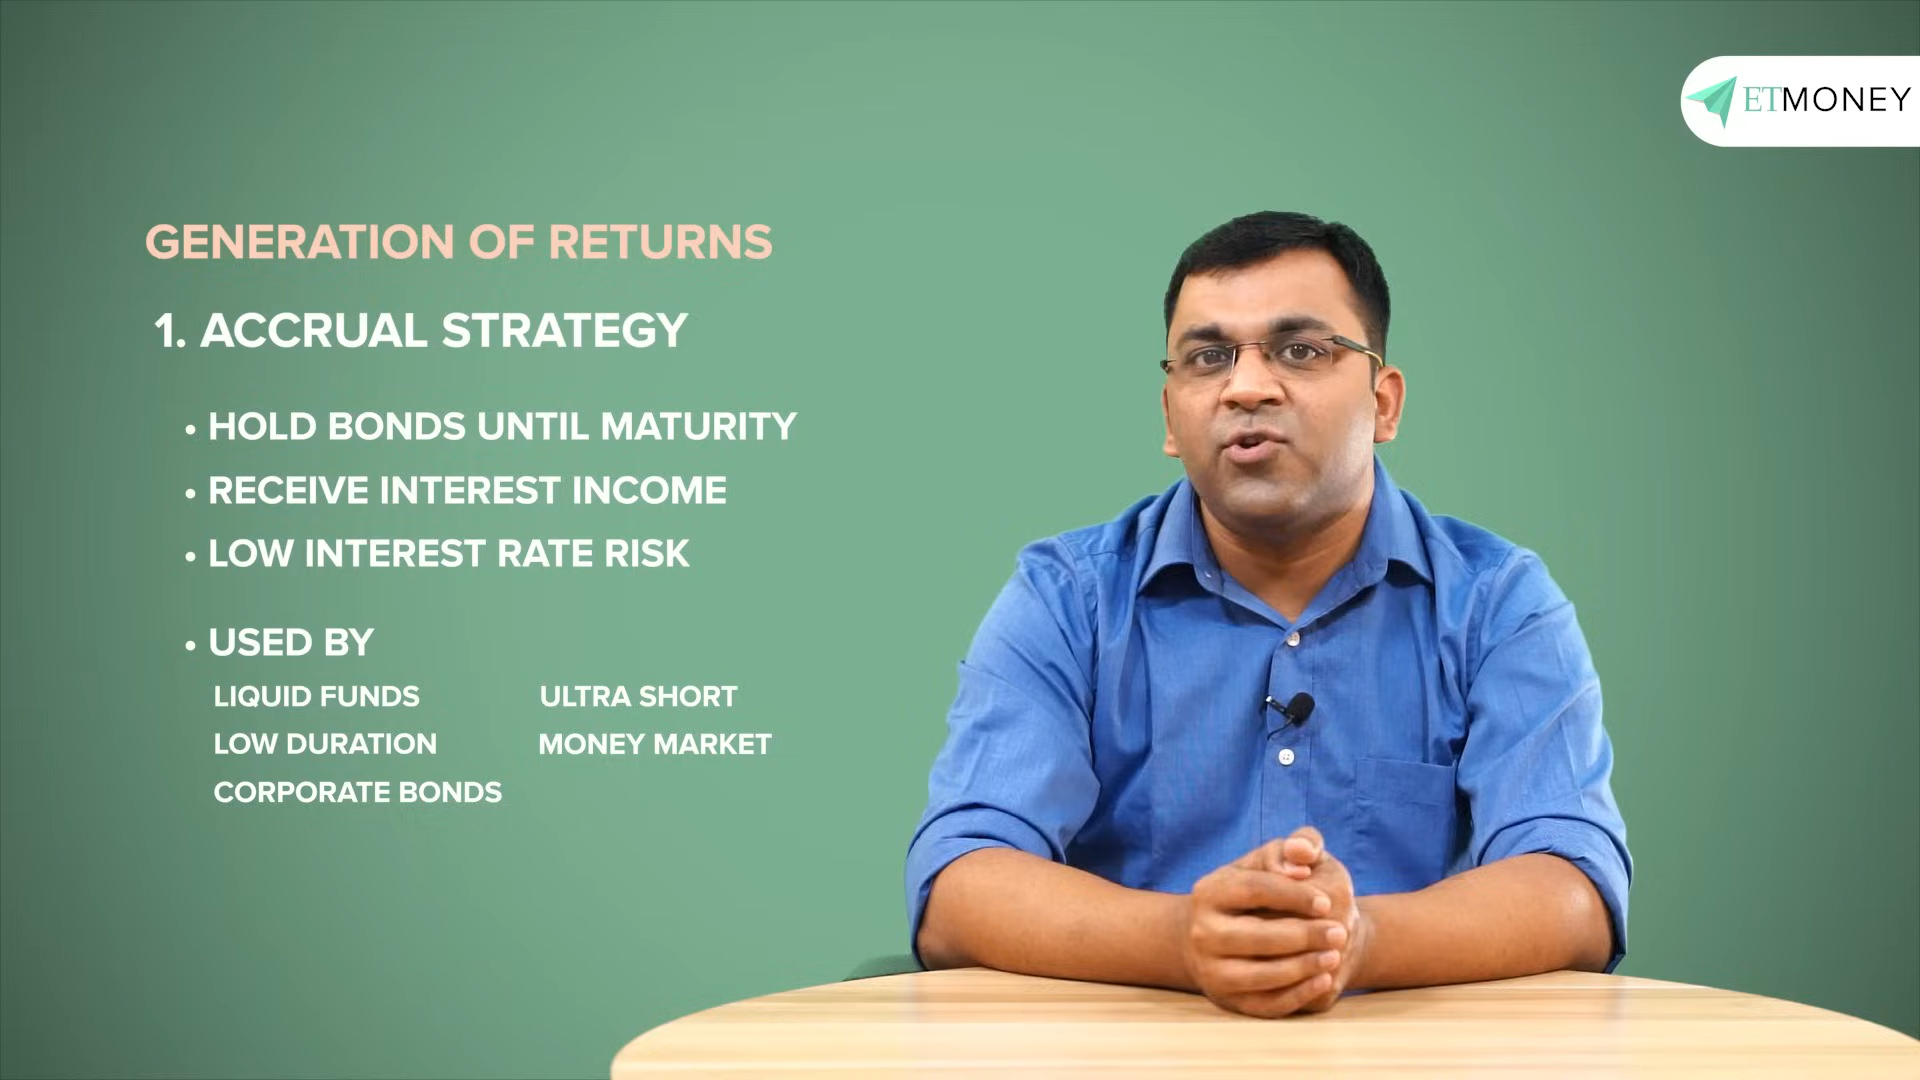 ETMONEY
GENERATION OF RETURNS
1. ACCRUAL STRATEGY
• HOLD BONDS UNTIL MATURITY
• RECEIVE INTEREST INCOME
• LOW INTEREST RATE RISK
• USED BY
LIQUID FUNDS ULTRA SHORT
LOW DURATION MONEY MARKET
CORPORATE BONDS